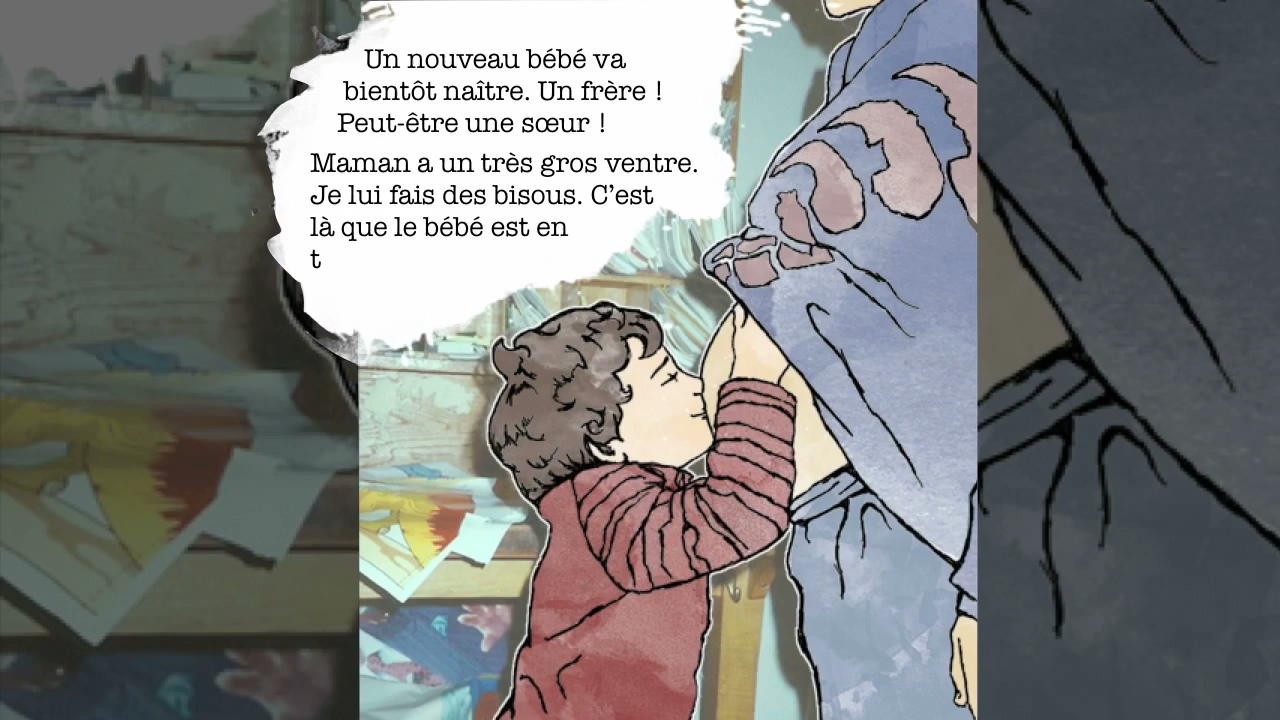 Un nouveau bébé va
bientôt naître. Un frère !
Peut-être une sœur !
Maman a un très gros ventre.
Je lui fais des bisous. C’est
là que le bébé est en
t